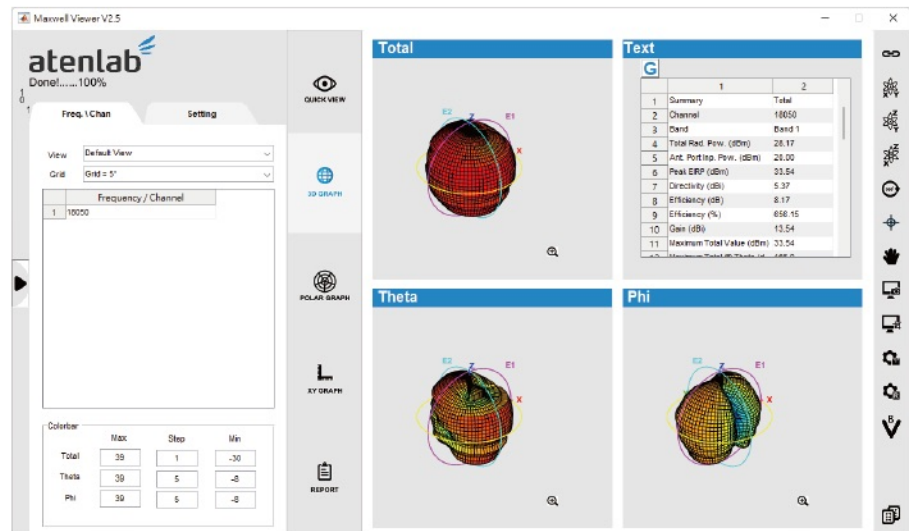 Maxwell Viewer V2.5
atenlab
Done!......100%
Freq. \ Chan
Setting
View
Default View
Grid
Grid = 5°
Frequency / Channel
1 18050
Colorbar
Max Step Min
Total 39 1 -30
Theta 39 5 -8
Phi 39 5 -8
QUICK VIEW
3D GRAPH
POLAR GRAPH
XY GRAPH
REPORT
Total
E2 Z E1
X
Text
G
1 2
1 Summary Total
2 Channel 18050
3 Band Band 1
4 Total Rad. Pow. (dBm) 28.17
5 Ant. Port Inp. Pow. (dBm) 20.00
6 Peak EIRP (dBm) 33.54
7 Directivity (dBi) 5.37
8 Efficiency (dB) 8.17
9 Efficiency (%) 656.15
10 Gain (dBi) 13.54
11 Maximum Total Value (dBm) 33.54
Theta
E2 Z E1
X
Phi
E2 Z E1
X